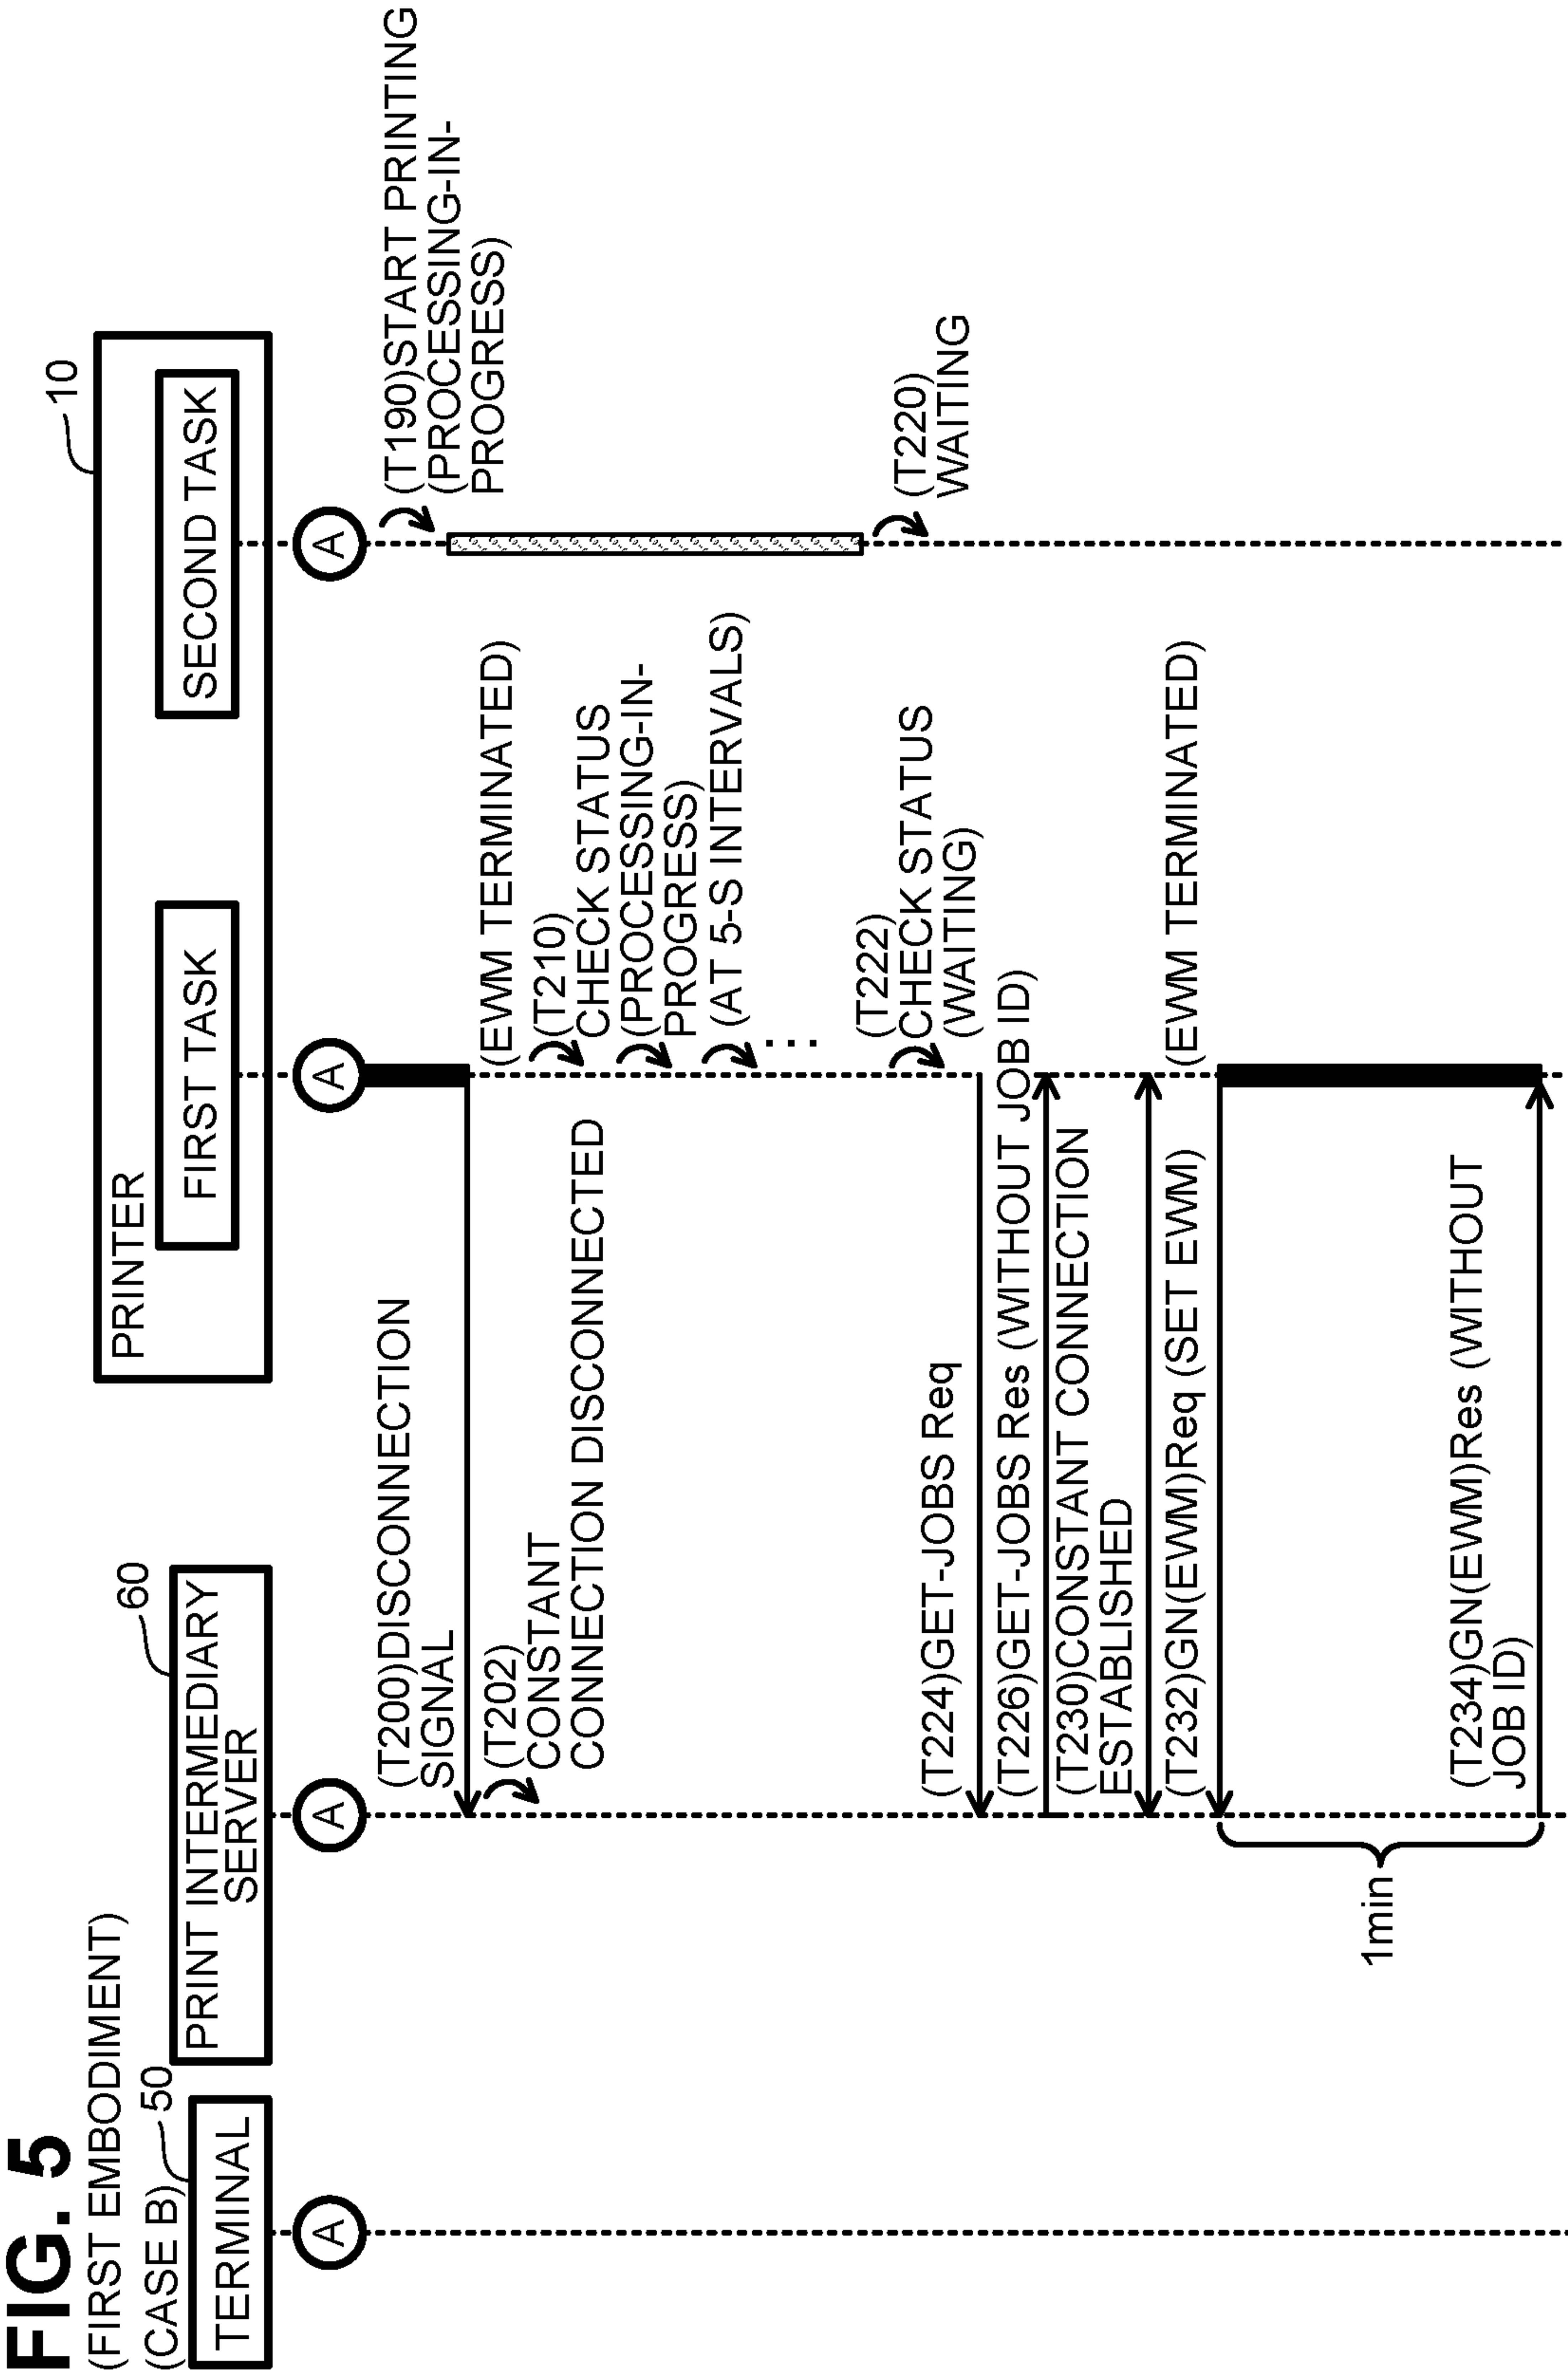 FIG. 5
(FIRST EMBODIMENT)
(CASE B)
50
TERMINAL
60
PRINT INTERMEDIARY
SERVER
10
PRINTER
FIRST TASK
SECOND TASK
A
A
A
A
(T190)START PRINTING
(PROCESSING-IN-
PROGRESS)
(T200)DISCONNECTION
SIGNAL
(EWM TERMINATED)
(T202)
CONSTANT
CONNECTION DISCONNECTED
(T210)
CHECK STATUS
(PROCESSING-IN-
PROGRESS)
(AT 5-S INTERVALS)
...
(T220)
WAITING
(T222)
CHECK STATUS
(WAITING)
(T224)GET-JOBS Req
(T226)GET-JOBS Res (WITHOUT JOB ID)
(T230)CONSTANT CONNECTION
ESTABLISHED
(T232)GN(EWM)Req (SET EWM)
(EWM TERMINATED)
1min
(T234)GN(EWM)Res (WITHOUT
JOB ID)